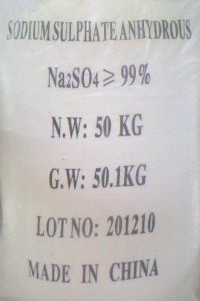 SODIUM SULPHATE ANHYDROUS
Na₂SO₄ ≥ 99%
N.W: 50 KG
G.W: 50.1KG
LOT NO: 201210
MADE IN CHINA